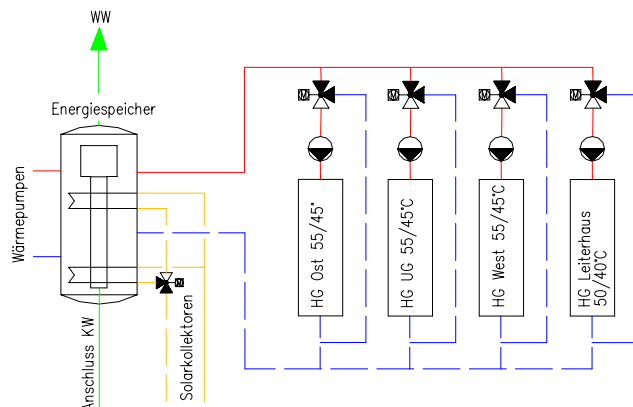 WW
Energiespeicher
Wärmepumpen
Anschluss KW
Solarkollektoren
M
M
M
M
M
HG Ost 55/45°
HG UG 55/45°C
HG West 55/45°C
HG Leiterhaus
50/40°C